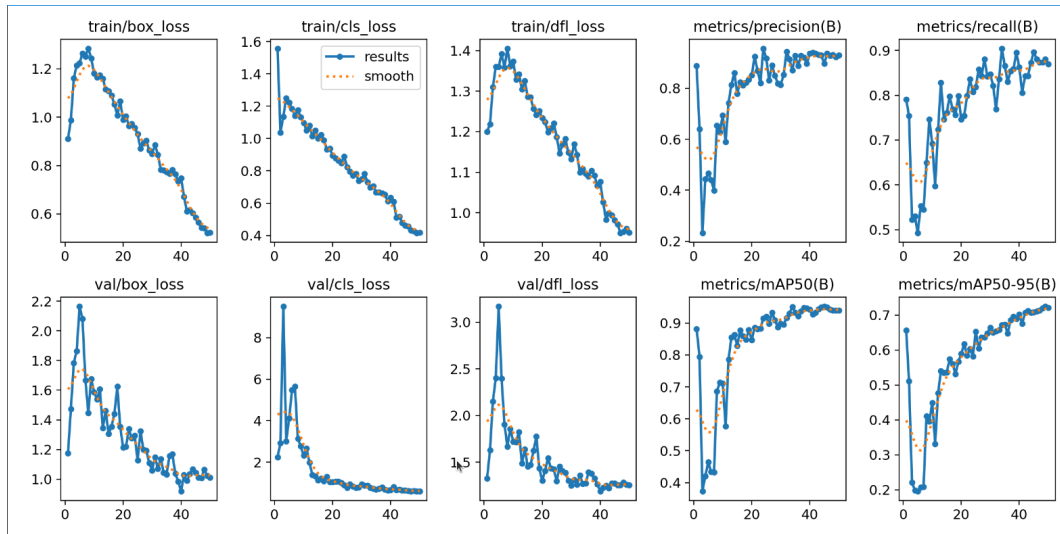 train/box_loss
train/cls_loss
train/dfl_loss
metrics/precision(B)
metrics/recall(B)
results
smooth
1.2
1.0
0.8
0.6
0 20 40
1.6
1.4
1.2
1.0
0.8
0.6
0.4
0 20 40
1.4
1.3
1.2
1.1
1.0
0 20 40
0.8
0.6
0.4
0.2
0 20 40
0.9
0.8
0.7
0.6
0.5
0 20 40
val/box_loss
val/cls_loss
val/dfl_loss
metrics/mAP50(B)
metrics/mAP50-95(B)
2.2
2.0
1.8
1.6
1.4
1.2
1.0
0 20 40
8
6
4
2
0 20 40
3.0
2.5
2.0
1.5
0 20 40
0.9
0.8
0.7
0.6
0.5
0.4
0 20 40
0.7
0.6
0.5
0.4
0.3
0.2
0 20 40